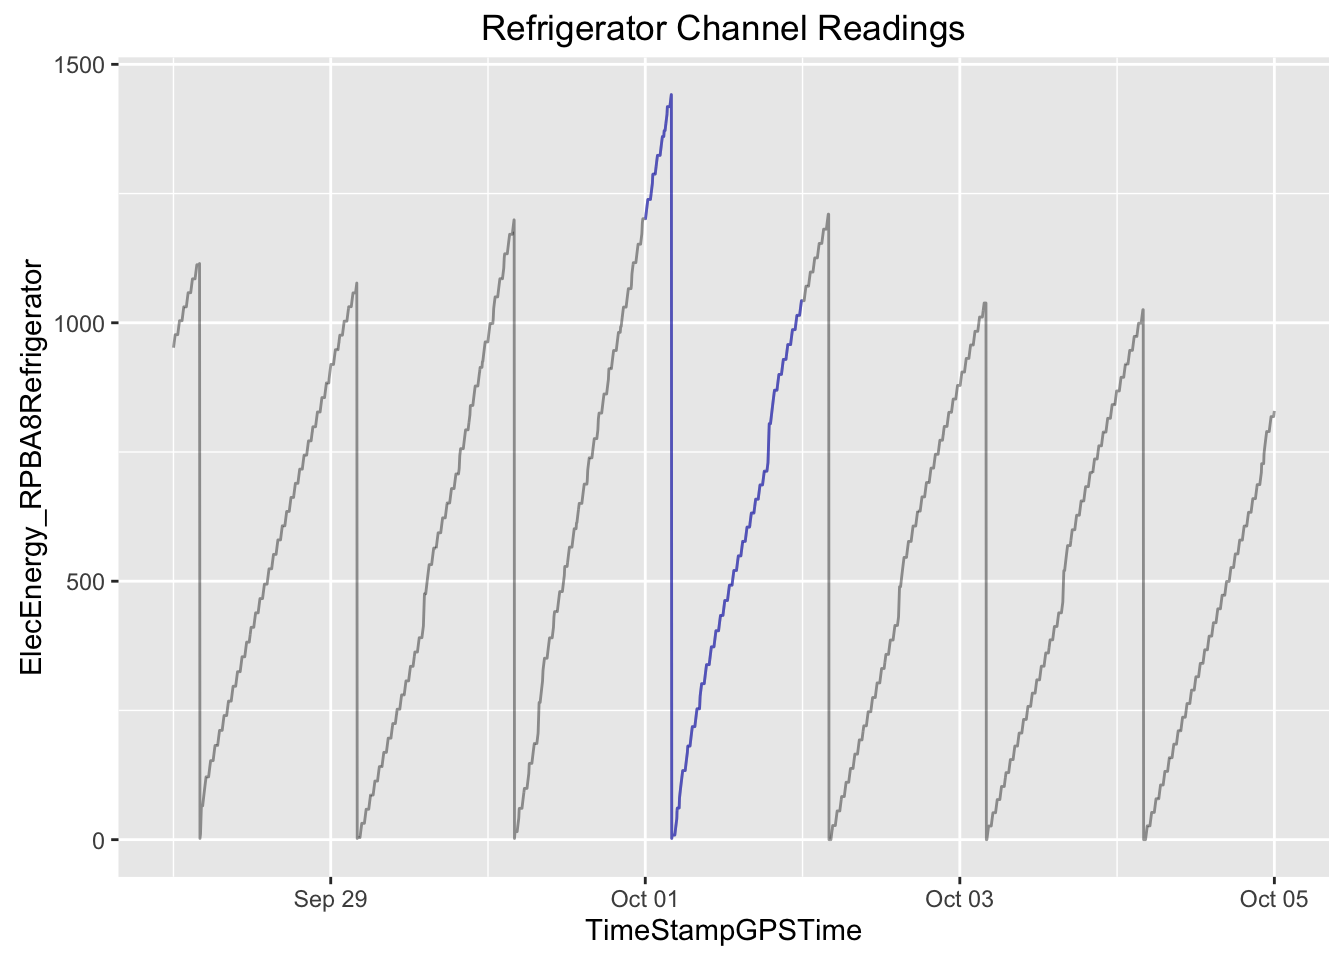 Refrigerator Channel Readings
ElecEnergy_RPBA8Refrigerator
1500
1000
500
0
Sep 29
Oct 01
Oct 03
Oct 05
TimeStampGPSTime